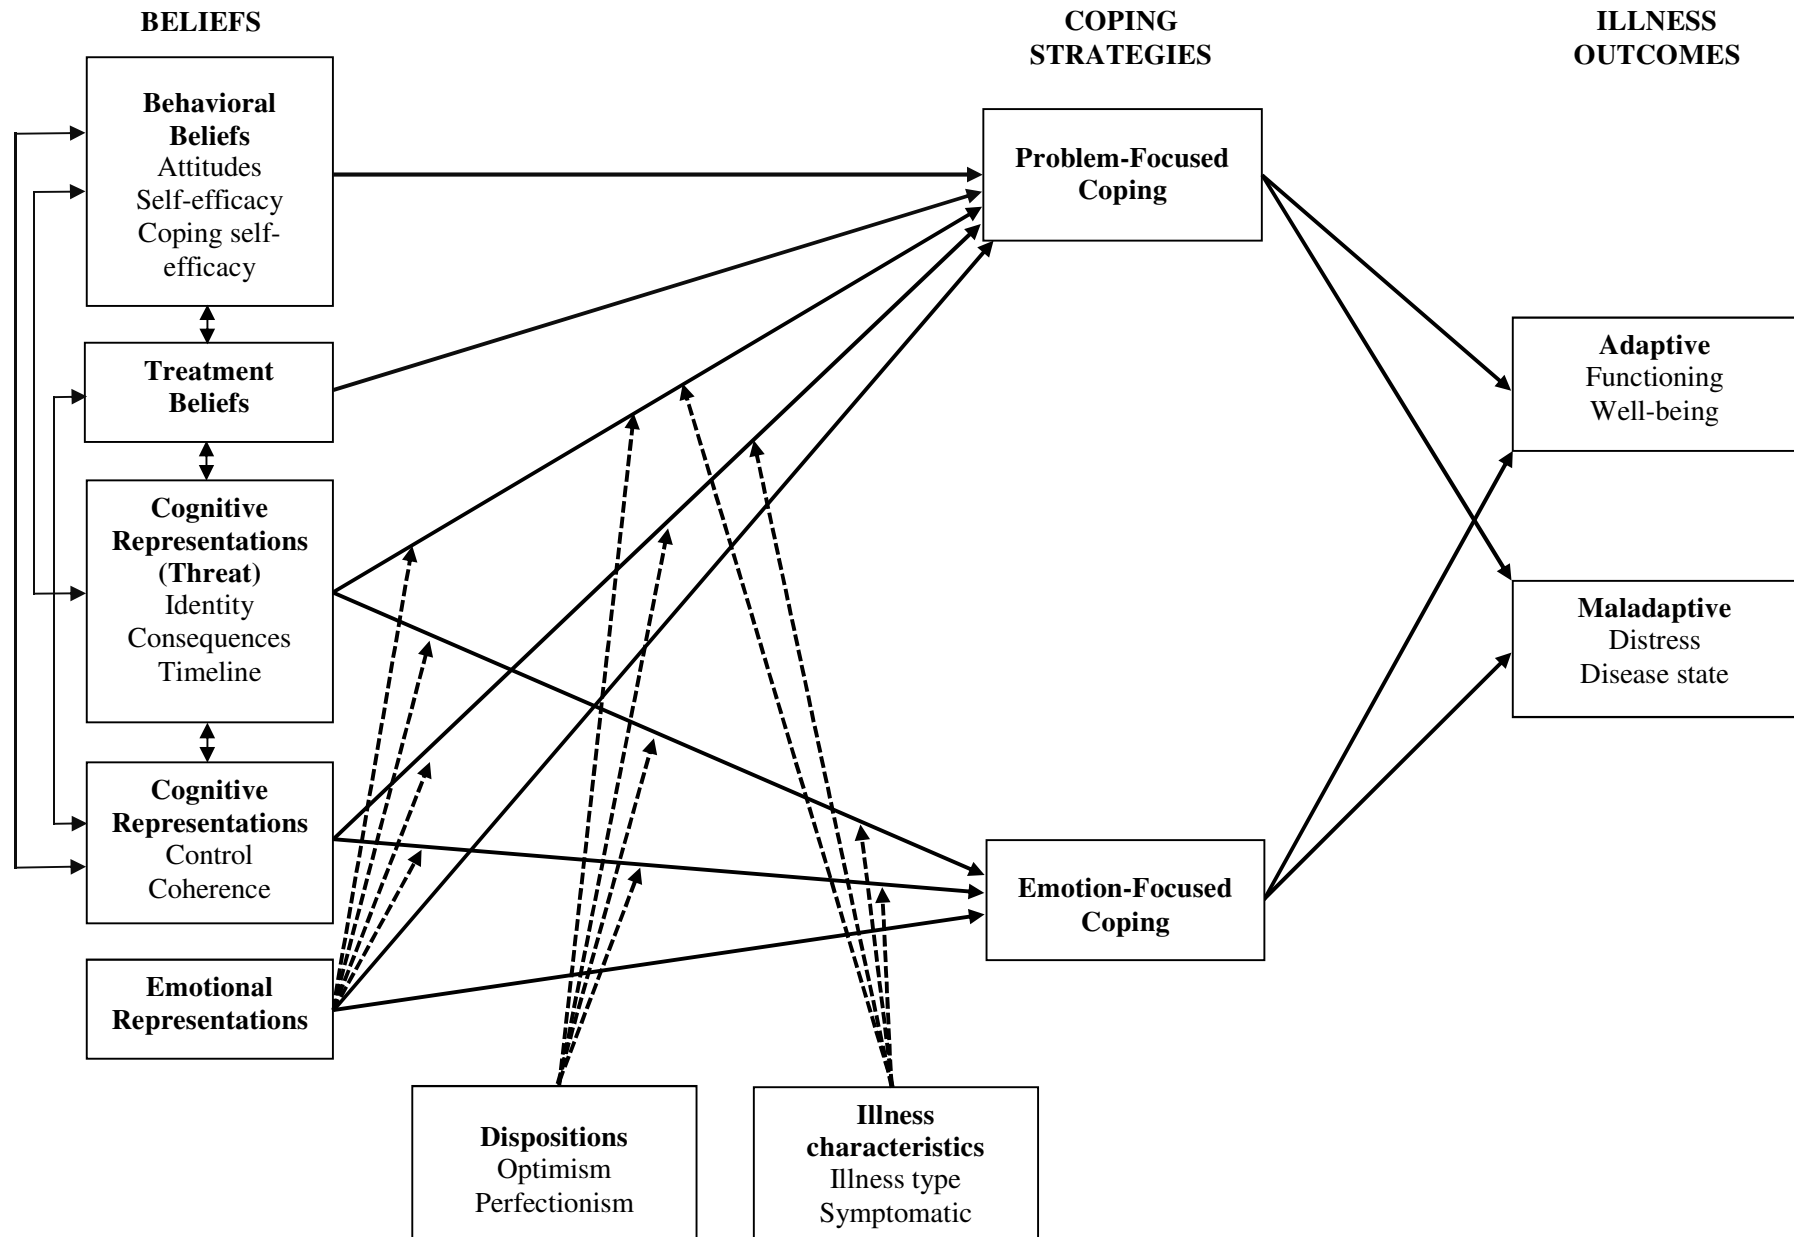 BELIEFS
COPING
STRATEGIES
ILLNESS
OUTCOMES
Behavioral
Beliefs
Attitudes
Self-efficacy
Coping self-
efficacy
Treatment
Beliefs
Cognitive
Representations
(Threat)
Identity
Consequences
Timeline
Cognitive
Representations
Control
Coherence
Emotional
Representations
Problem-Focused
Coping
Emotion-Focused
Coping
Adaptive
Functioning
Well-being
Maladaptive
Distress
Disease state
Dispositions
Optimism
Perfectionism
Illness
characteristics
Illness type
Symptomatic